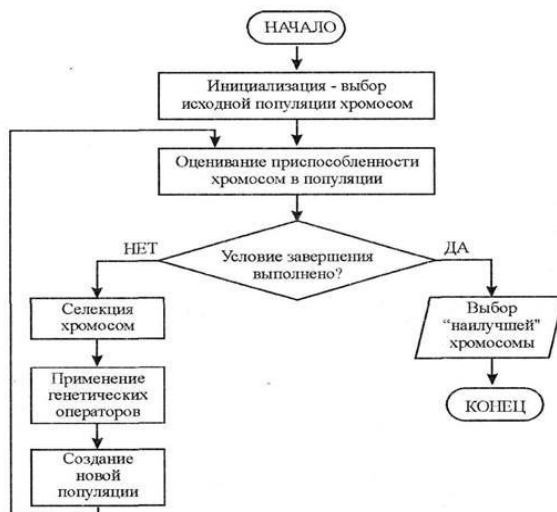 НАЧАЛО
Инициализация - выбор
исходной популяции хромосом
Оценивание приспособленности
хромосом в популяции
Условие завершения
выполнено?
НЕТ
ДА
Селекция
хромосом
Применение
генетических
операторов
Создание
новой
популяции
Выбор
“наилучшей"
хромосомы
КОНЕЦ